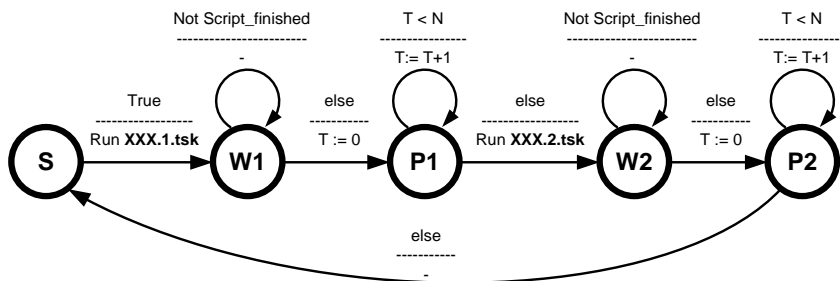 Not Script_finished
------------------------
-
T < N
-----------------
T:= T+1
Not Script_finished
------------------------
-
T < N
-----------------
T:= T+1
True
-------------------
Run XXX.1.tsk
else
------------
T := 0
else
------------------
Run XXX.2.tsk
else
------------
T := 0
S
W1
P1
W2
P2
else
-----------
-